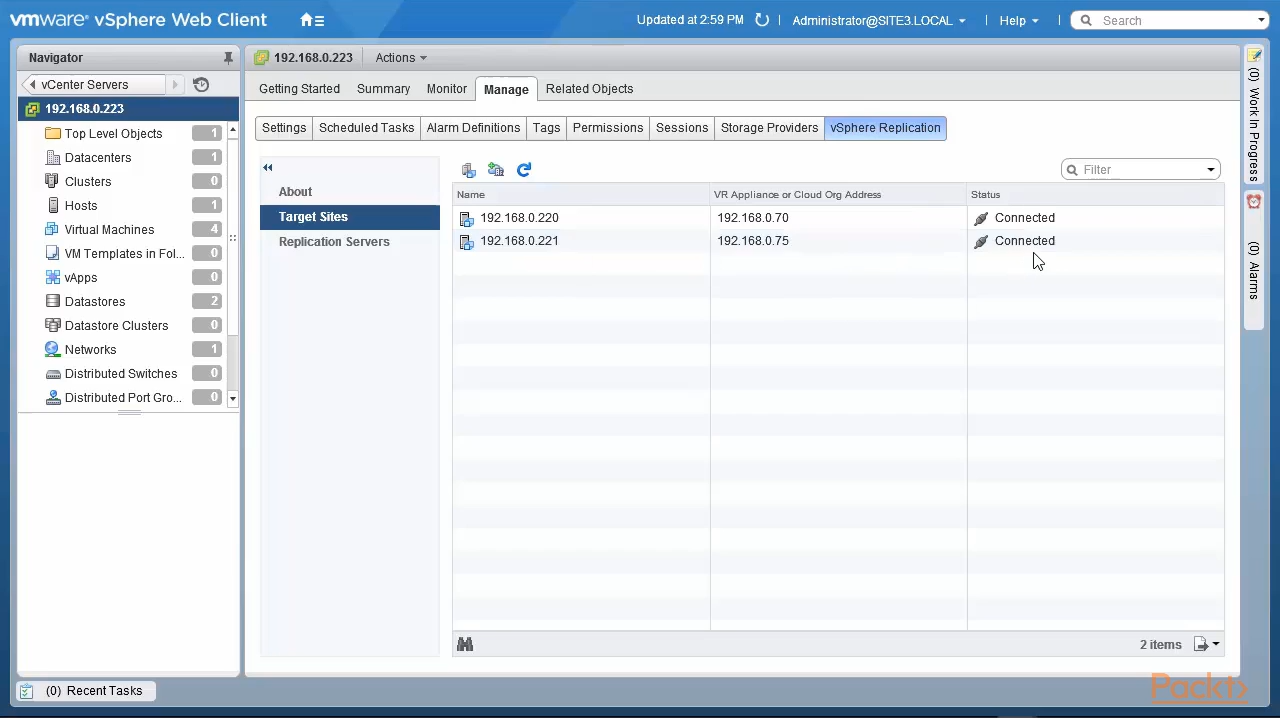 vmware® vSphere Web Client
Updated at 2:59 PM
Administrator@SITE3.LOCAL
Help
Search
Navigator
vCenter Servers
192.168.0.223
Top Level Objects 1
Datacenters 1
Clusters 0
Hosts 1
Virtual Machines 4
VM Templates in Fol... 0
vApps 0
Datastores 2
Datastore Clusters 0
Networks 1
Distributed Switches 0
Distributed Port Gro... 0
192.168.0.223 Actions
Getting Started Summary Monitor Manage Related Objects
Settings Scheduled Tasks Alarm Definitions Tags Permissions Sessions Storage Providers vSphere Replication
About
Target Sites
Replication Servers
Filter
Name VR Appliance or Cloud Org Address Status
192.168.0.220 192.168.0.70 Connected
192.168.0.221 192.168.0.75 Connected
2 items
(0) Work In Progress
(0) Alarms
(0) Recent Tasks
Packt